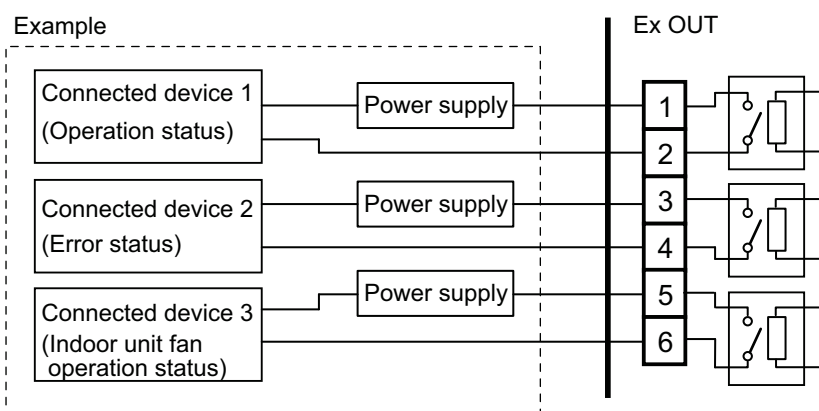 Example
Ex OUT
Connected device 1
(Operation status)
Power supply
1
2
Connected device 2
(Error status)
Power supply
3
4
Connected device 3
(Indoor unit fan
operation status)
Power supply
5
6